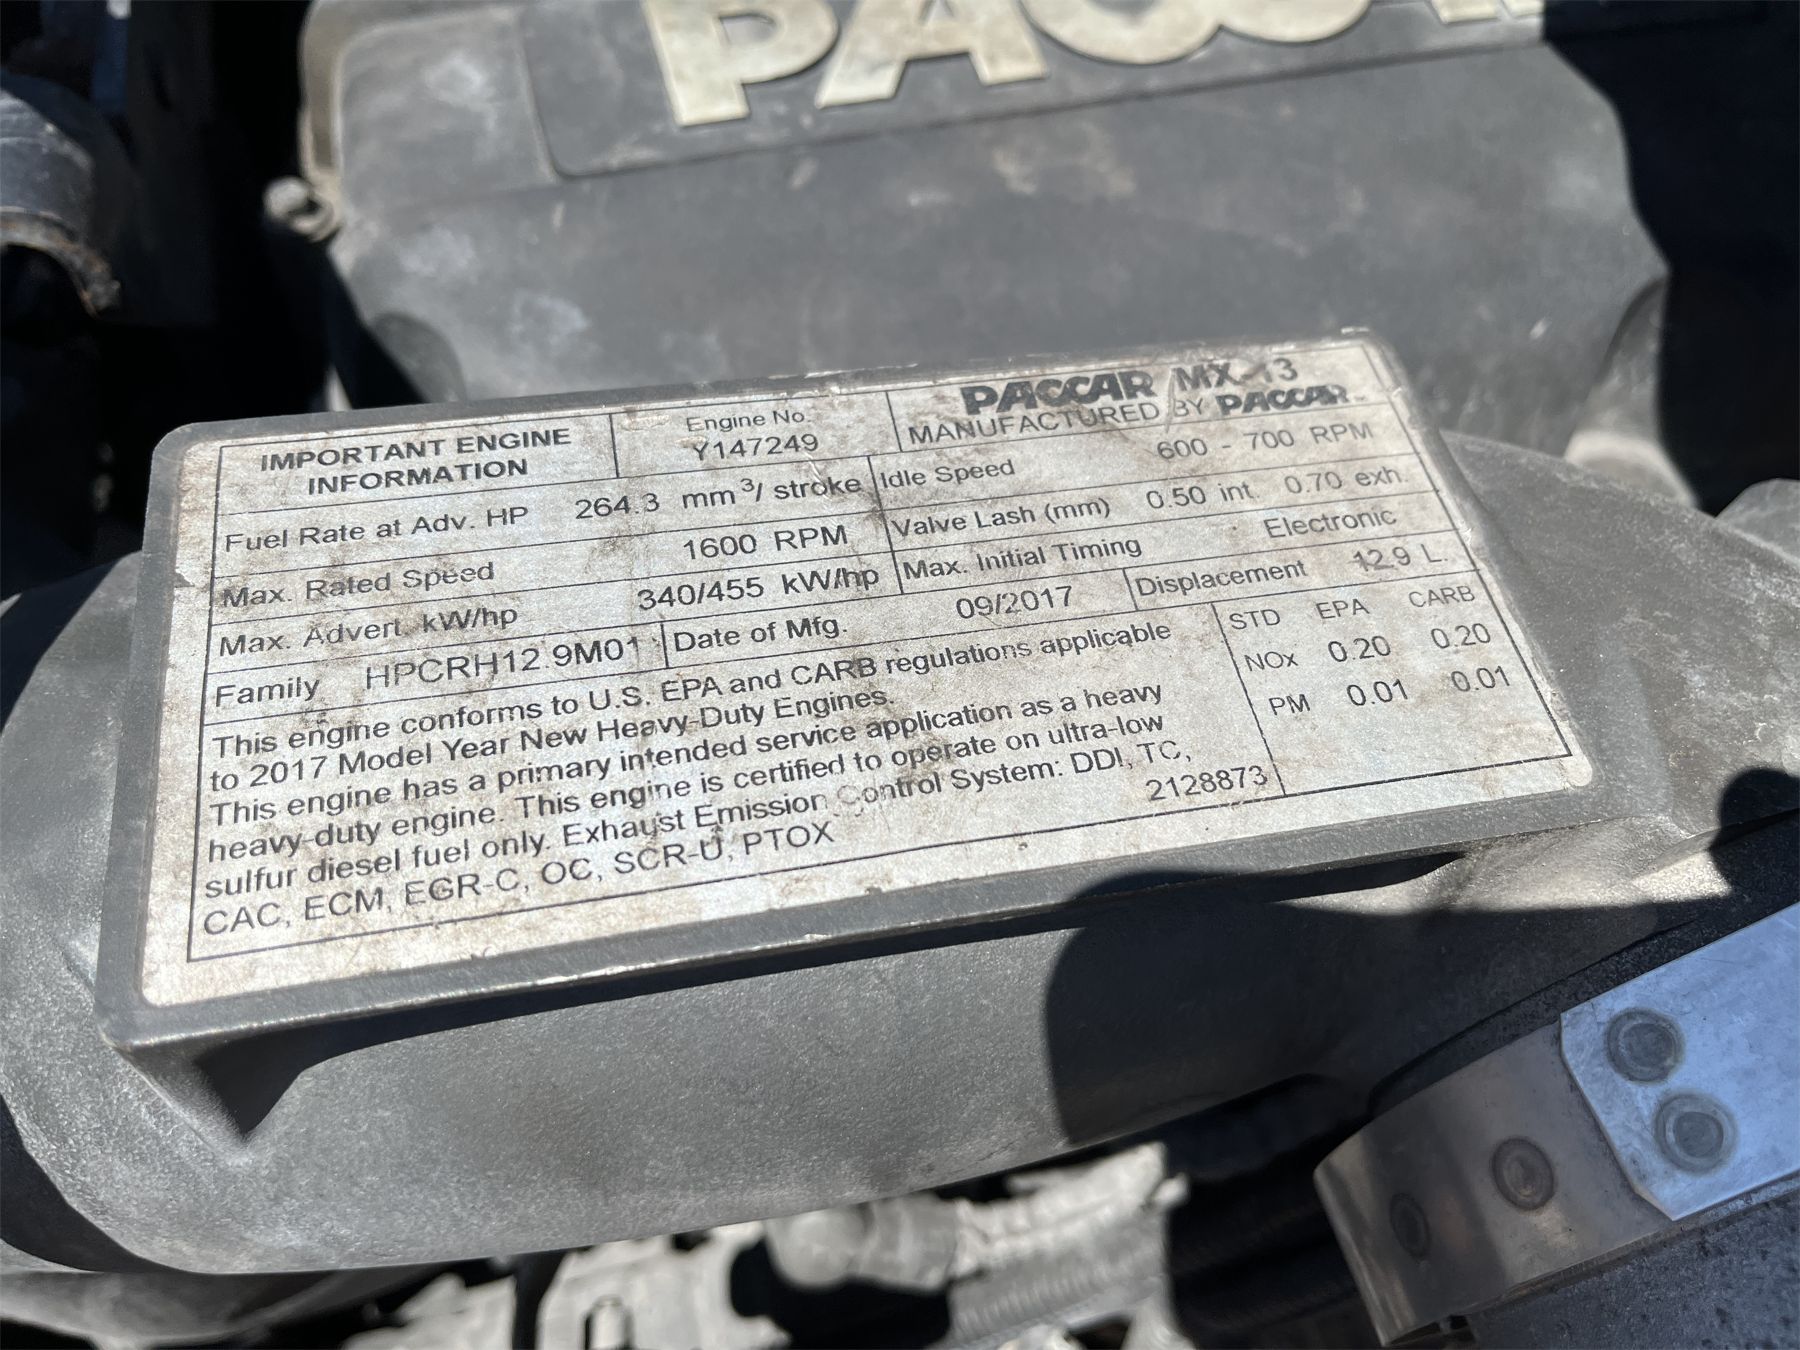 PACCA
IMPORTANT ENGINE
INFORMATION
Engine No.
Y147249
PACCAR MX-13
MANUFACTURED BY PACCAR
Fuel Rate at Adv. HP 264.3 mm3/ stroke
Idle Speed 600 - 700 RPM
Max. Rated Speed 1600 RPM
Valve Lash (mm) 0.50 int. 0.70 exh.
Max. Advert. kW/hp 340/455 kW/hp
Max. Initial Timing Electronic
Family HPCRH12.9M01
Date of Mfg. 09/2017
Displacement 12.9 L.
This engine conforms to U.S. EPA and CARB regulations applicable
to 2017 Model Year New Heavy-Duty Engines.
This engine has a primary intended service application as a heavy
heavy-duty engine. This engine is certified to operate on ultra-low
sulfur diesel fuel only. Exhaust Emission Control System: DDI, TC,
CAC, ECM, EGR-C, OC, SCR-U, PTOX
2128873
STD EPA CARB
NOx 0.20 0.20
PM 0.01 0.01